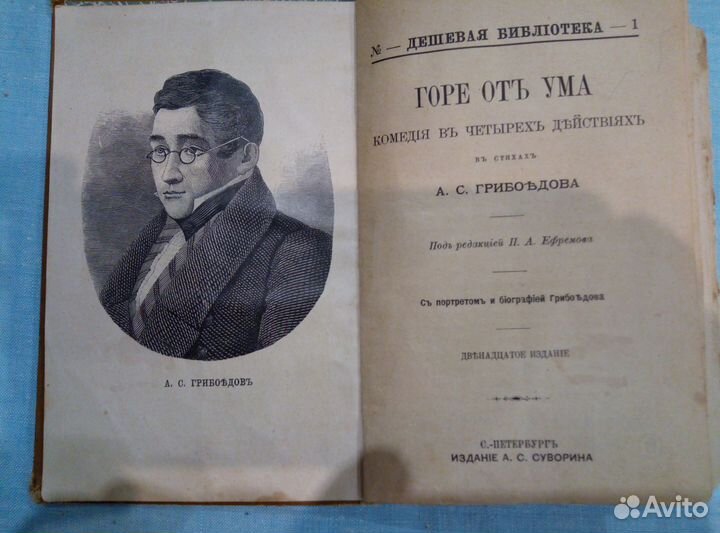 А. С. ГРИБОѢДОВЪ
№ — ДЕШЕВАЯ БИБЛІОТЕКА — 1
ГОРЕ ОТЪ УМА
КОМЕДІЯ ВЪ ЧЕТЫРЕХЪ ДѢЙСТВІЯХЪ
ВЪ СТИХАХЪ
А. С. ГРИБОѢДОВА
Подъ редакціей П. А. Ефремова
Съ портретомъ и біографіей Грибоѣдова
ДВѢНАДЦАТОЕ ИЗДАНІЕ
С.-ПЕТЕРБУРГЪ
ИЗДАНІЕ А. С. СУВОРИНА
Avito